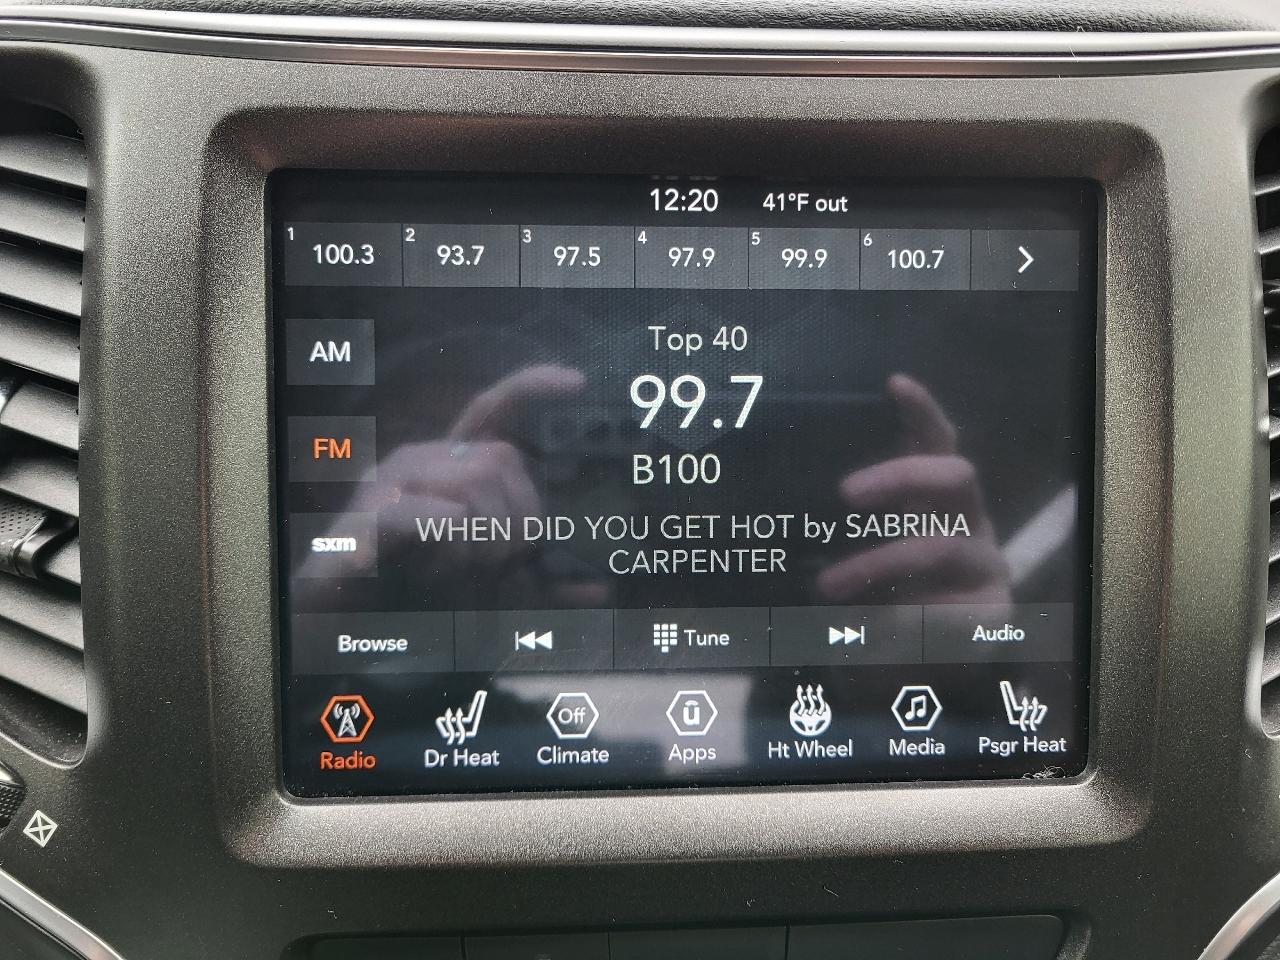 12:20 41°F out
1 100.3 2 93.7 3 97.5 4 97.9 5 99.9 6 100.7
AM
Top 40
99.7
FM
B100
sxm
WHEN DID YOU GET HOT by SABRINA
CARPENTER
Browse Tune Audio
Off û
Radio Dr Heat Climate Apps Ht Wheel Media Psgr Heat